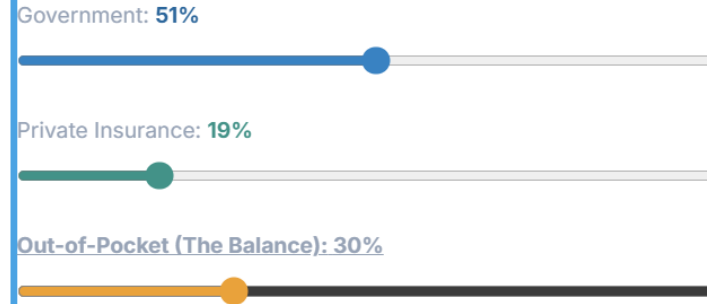 Government: 51%
Private Insurance: 19%
Out-of-Pocket (The Balance): 30%